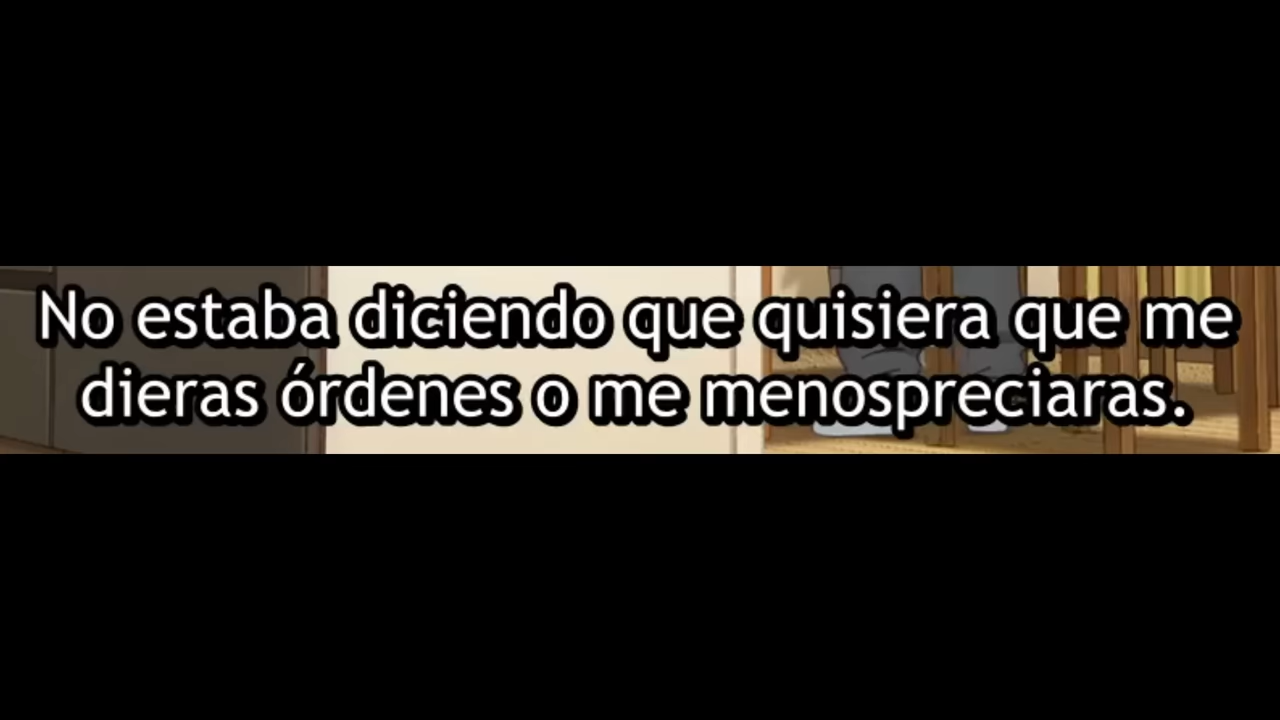 No estaba diciendo que quisiera que me
dieras órdenes o me menospreciaras.